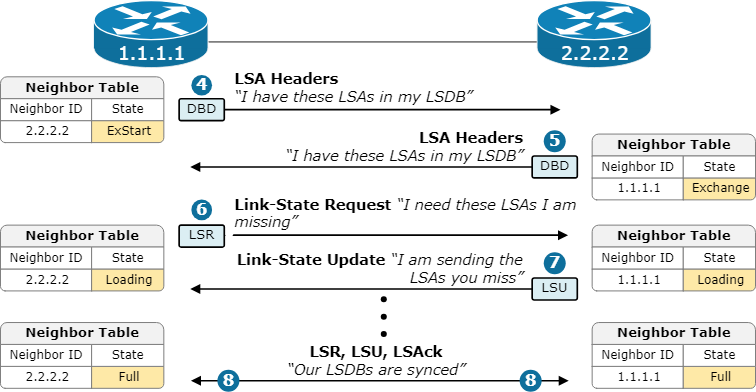 1.1.1.1
2.2.2.2
Neighbor Table
Neighbor ID State
2.2.2.2 ExStart
4
LSA Headers
“I have these LSAs in my LSDB”
DBD
LSA Headers
“I have these LSAs in my LSDB”
5
DBD
Neighbor Table
Neighbor ID State
1.1.1.1 Exchange
6
Link-State Request “I need these LSAs I am
missing”
LSR
Neighbor Table
Neighbor ID State
2.2.2.2 Loading
Link-State Update “I am sending the
LSAs you miss”
7
LSU
Neighbor Table
Neighbor ID State
1.1.1.1 Loading
Neighbor Table
Neighbor ID State
2.2.2.2 Full
LSR, LSU, LSAck
“Our LSDBs are synced”
8
8
Neighbor Table
Neighbor ID State
1.1.1.1 Full